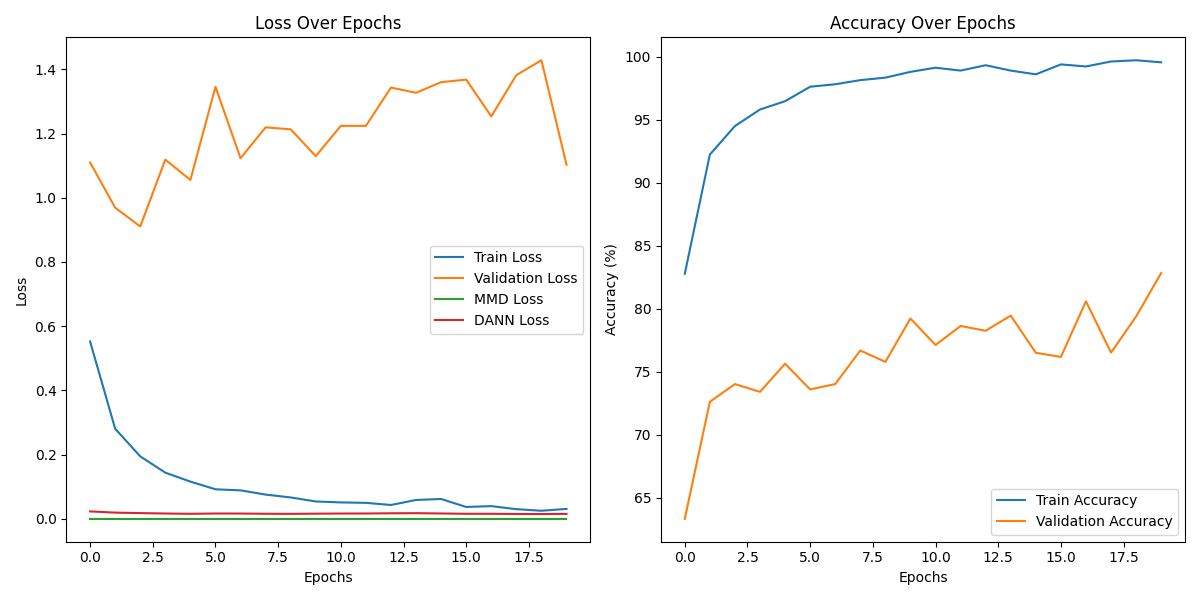 Loss Over Epochs
Loss
1.4
1.2
1.0
0.8
0.6
0.4
0.2
0.0
Train Loss
Validation Loss
MMD Loss
DANN Loss
0.0 2.5 5.0 7.5 10.0 12.5 15.0 17.5
Epochs
Accuracy Over Epochs
Accuracy (%)
100
95
90
85
80
75
70
65
Train Accuracy
Validation Accuracy
0.0 2.5 5.0 7.5 10.0 12.5 15.0 17.5
Epochs